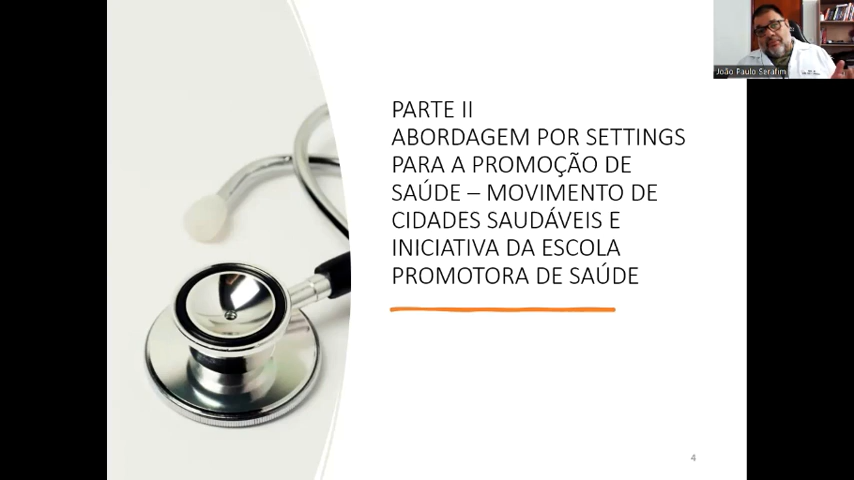 PARTE II
ABORDAGEM POR SETTINGS
PARA A PROMOÇÃO DE
SAÚDE – MOVIMENTO DE
CIDADES SAUDÁVEIS E
INICIATIVA DA ESCOLA
PROMOTORA DE SAÚDE
4
João Paulo Serafim